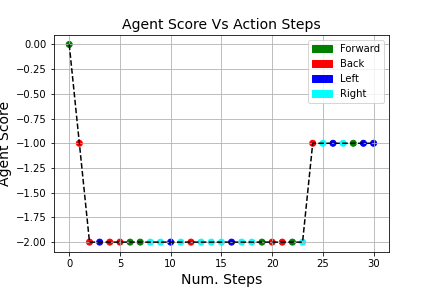 Agent Score Vs Action Steps
Agent Score
0.00
-0.25
-0.50
-0.75
-1.00
-1.25
-1.50
-1.75
-2.00
Forward
Back
Left
Right
0 5 10 15 20 25 30
Num. Steps